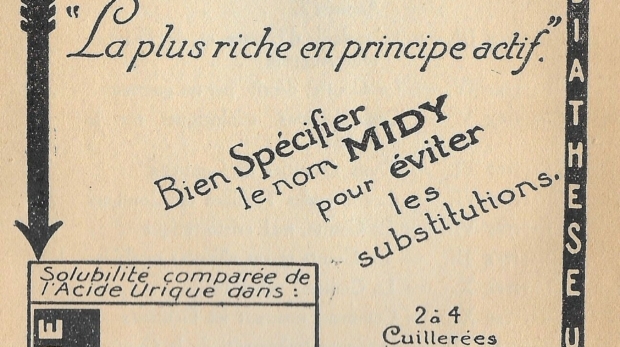 "La plus riche en principe actif."
Bien Spécifier
le nom MIDY
pour éviter
les
substitutions.
Solubilité comparée de
l'Acide Urique dans :
E
2 à 4
Cuillerées
IATHESE U